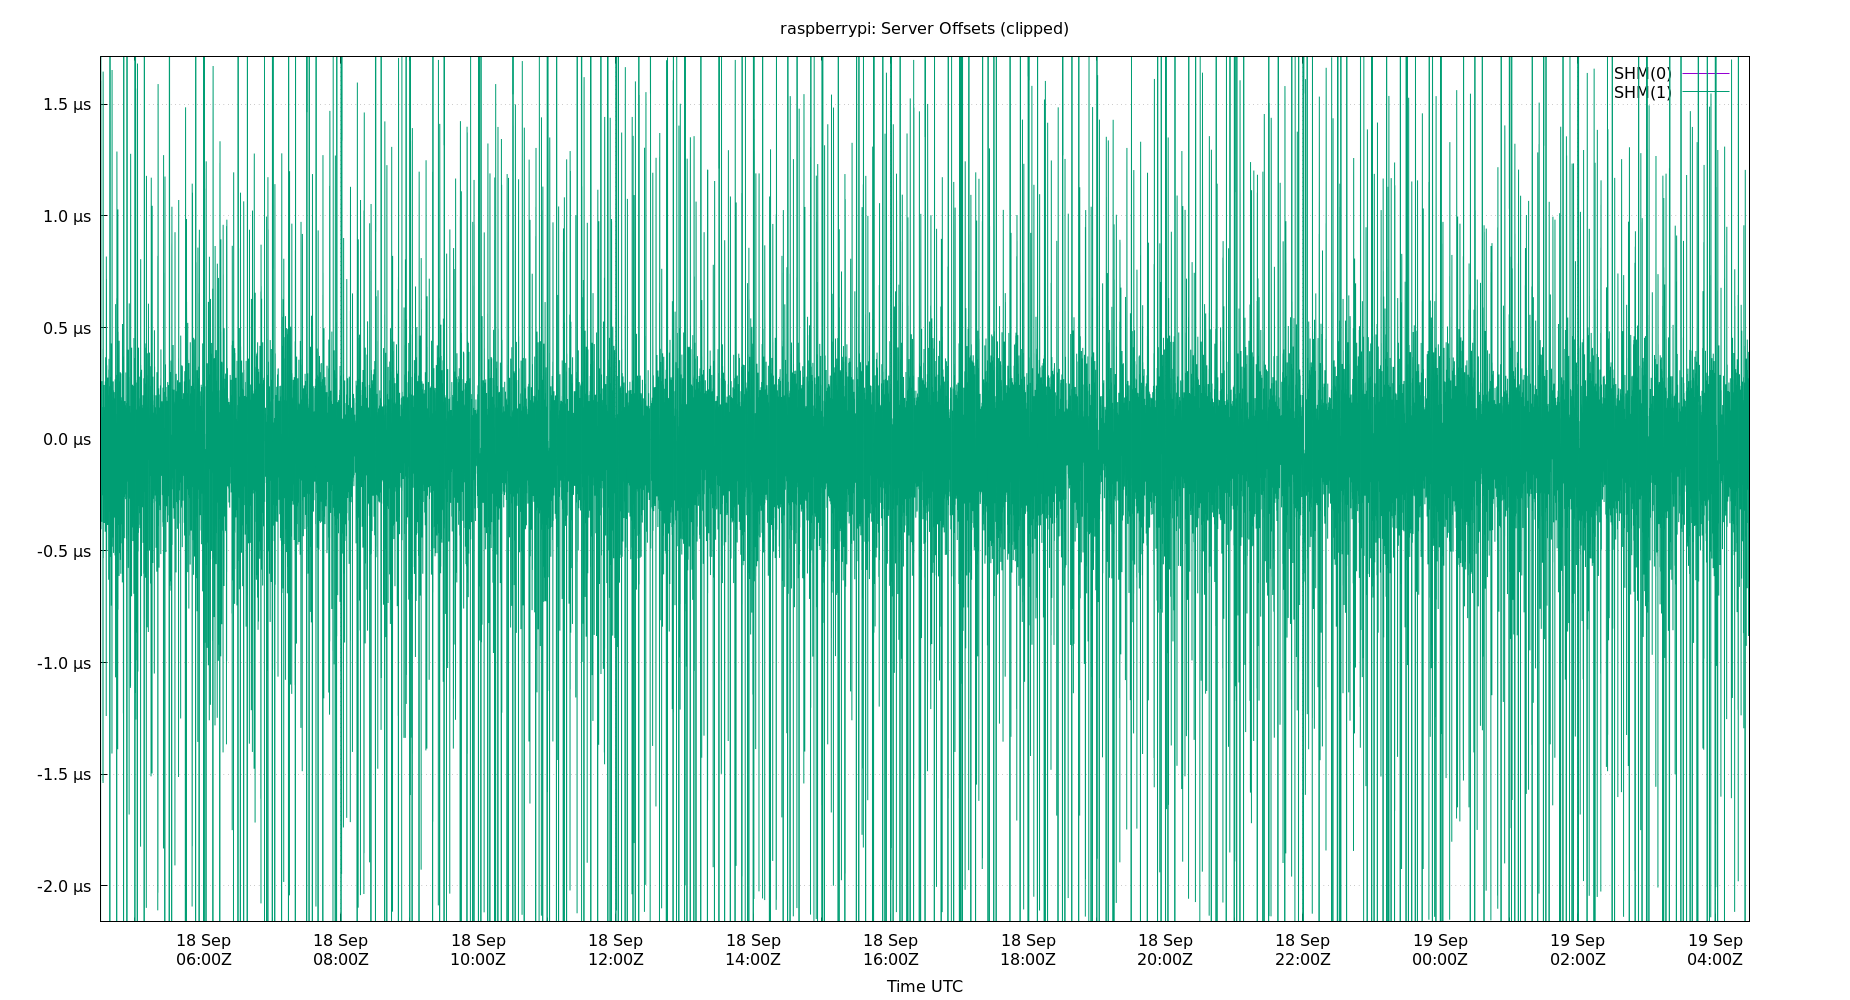 raspberrypi: Server Offsets (clipped)
SHM(0)
SHM(1)
1.5 µs
1.0 µs
0.5 µs
0.0 µs
-0.5 µs
-1.0 µs
-1.5 µs
-2.0 µs
18 Sep 18 Sep 18 Sep 18 Sep 18 Sep 18 Sep 18 Sep 18 Sep 18 Sep 19 Sep 19 Sep 19 Sep
06:00Z 08:00Z 10:00Z 12:00Z 14:00Z 16:00Z 18:00Z 20:00Z 22:00Z 00:00Z 02:00Z 04:00Z
Time UTC